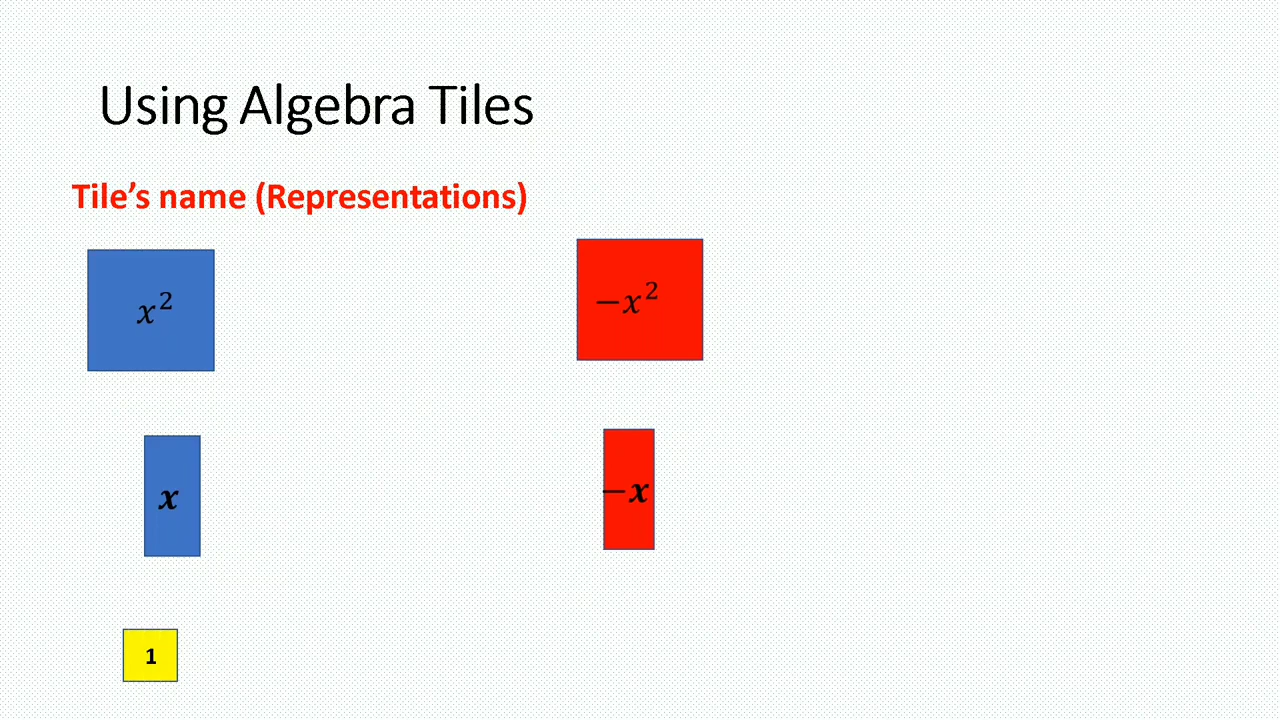 Using Algebra Tiles
Tile’s name (Representations)
x²
−x²
x
−x
1